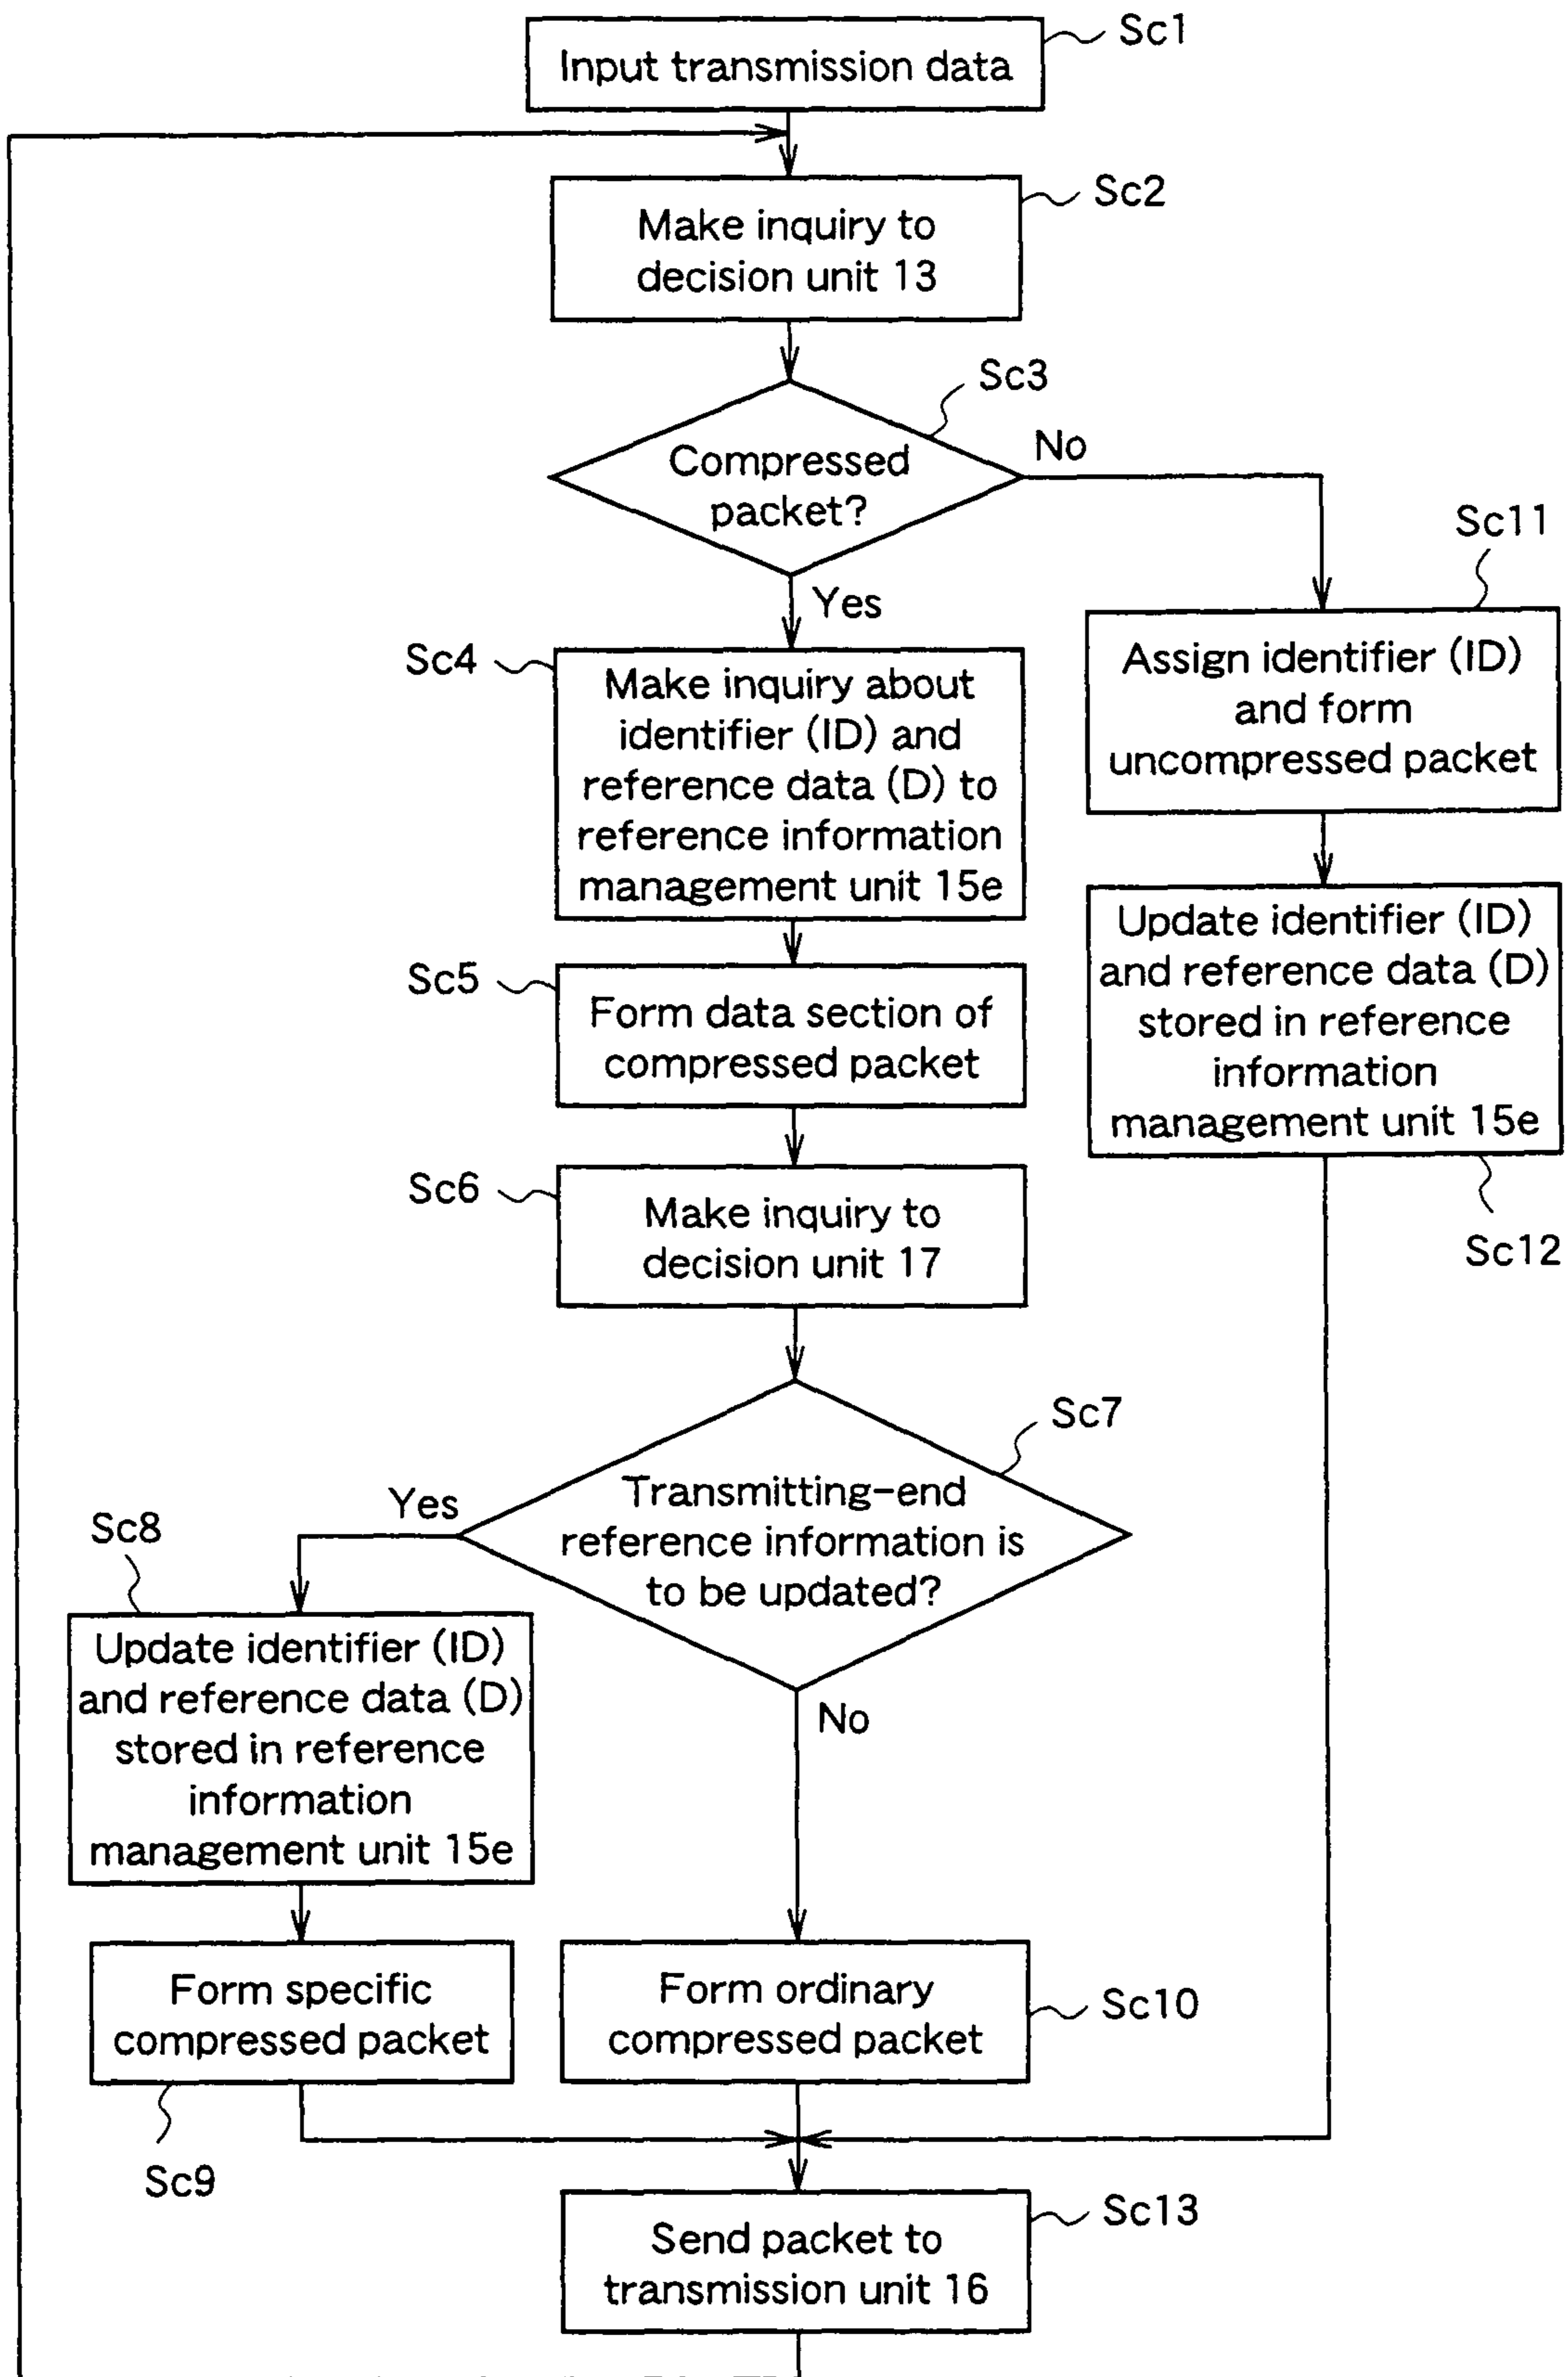 Sc1
Input transmission data
Sc2
Make inquiry to
decision unit 13
Sc3
Compressed
packet?
No
Yes
Sc11
Assign identifier (ID)
and form
uncompressed packet
Sc4
Make inquiry about
identifier (ID) and
reference data (D) to
reference information
management unit 15e
Update identifier (ID)
and reference data (D)
stored in reference
information
management unit 15e
Sc12
Sc5
Form data section of
compressed packet
Sc6
Make inquiry to
decision unit 17
Sc7
Transmitting-end
reference information is
to be updated?
Yes
No
Sc8
Update identifier (ID)
and reference data (D)
stored in reference
information
management unit 15e
Form specific
compressed packet
Sc9
Form ordinary
compressed packet
Sc10
Sc13
Send packet to
transmission unit 16